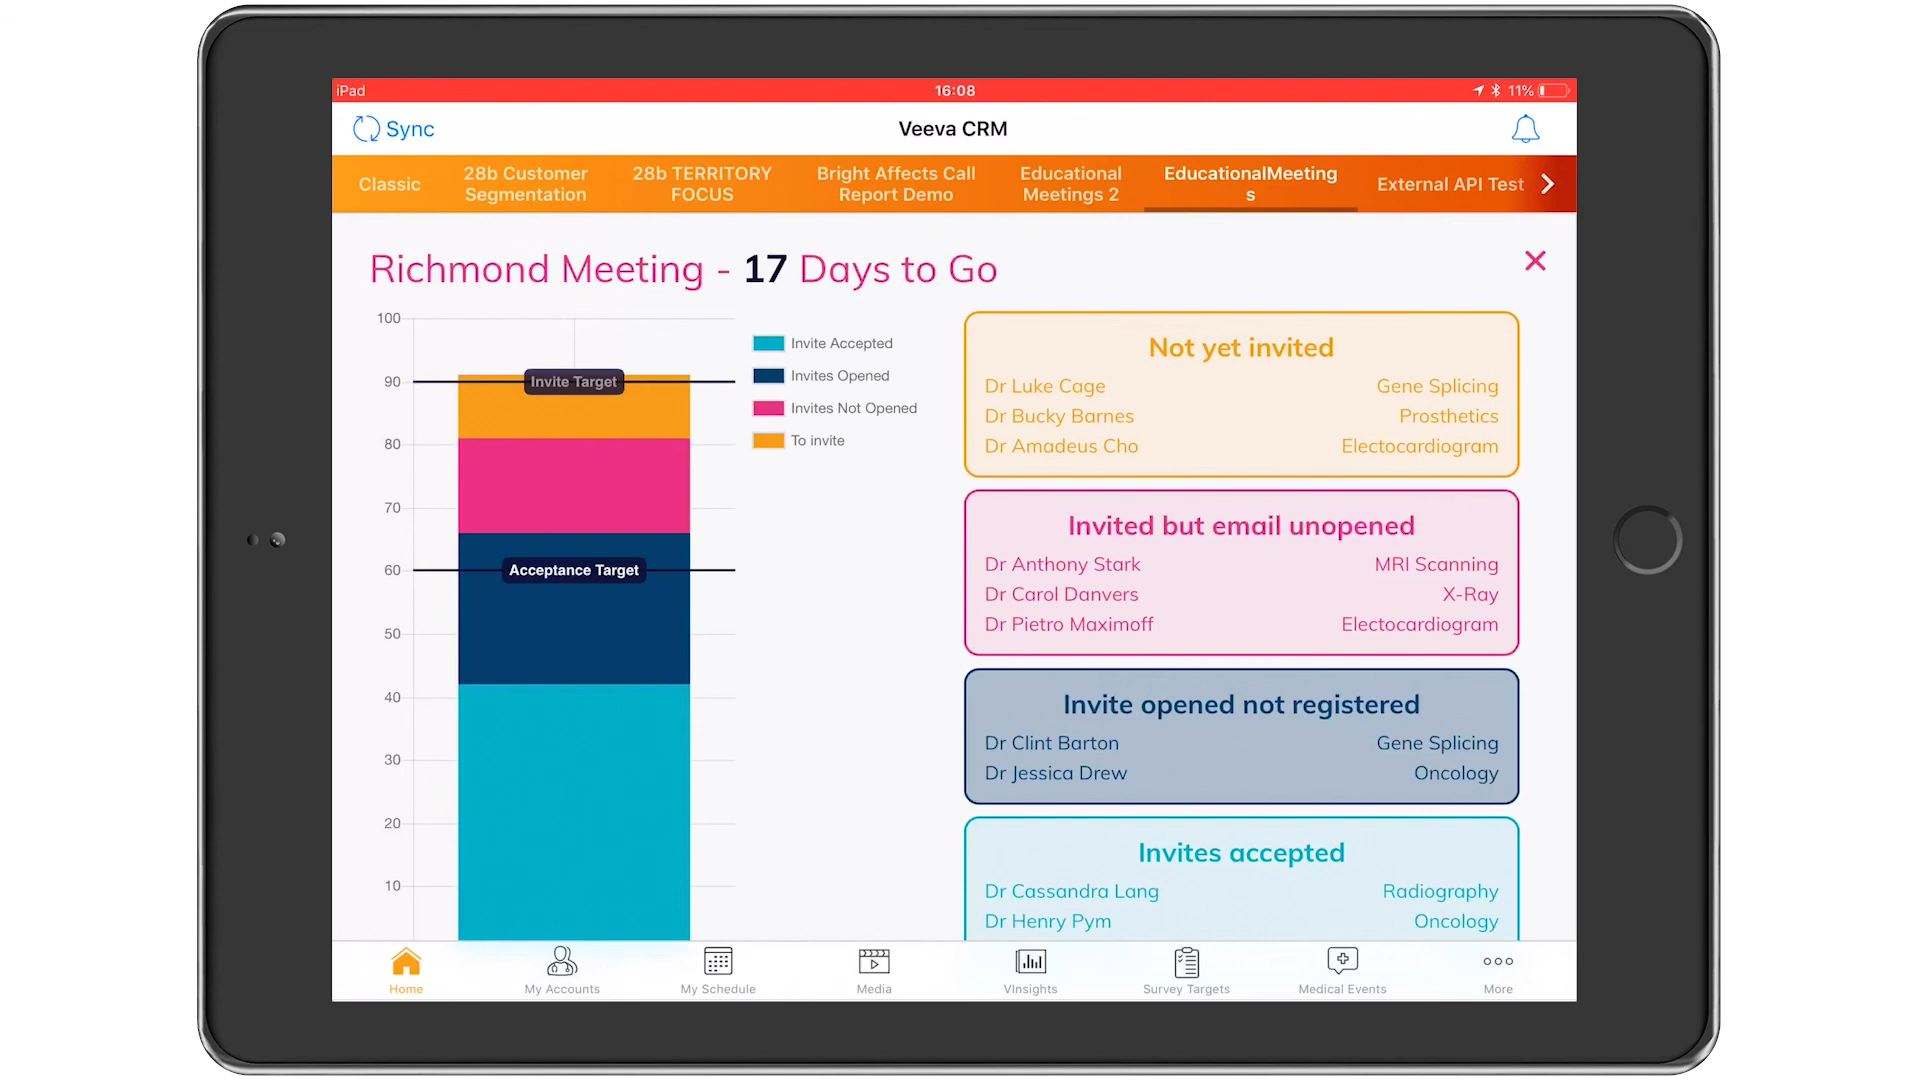 iPad
16:08
11%
Sync
Veeva CRM
Classic
28b Customer
Segmentation
28b TERRITORY
FOCUS
Bright Affects Call
Report Demo
Educational
Meetings 2
EducationalMeeting
s
External API Test
Richmond Meeting - 17 Days to Go
100
90
80
70
60
50
40
30
20
10
Invite Target
Acceptance Target
Invite Accepted
Invites Opened
Invites Not Opened
To invite
Not yet invited
Dr Luke Cage Gene Splicing
Dr Bucky Barnes Prosthetics
Dr Amadeus Cho Electocardiogram
Invited but email unopened
Dr Anthony Stark MRI Scanning
Dr Carol Danvers X-Ray
Dr Pietro Maximoff Electocardiogram
Invite opened not registered
Dr Clint Barton Gene Splicing
Dr Jessica Drew Oncology
Invites accepted
Dr Cassandra Lang Radiography
Dr Henry Pym Oncology
Home
My Accounts
My Schedule
Media
VInsights
Survey Targets
Medical Events
More